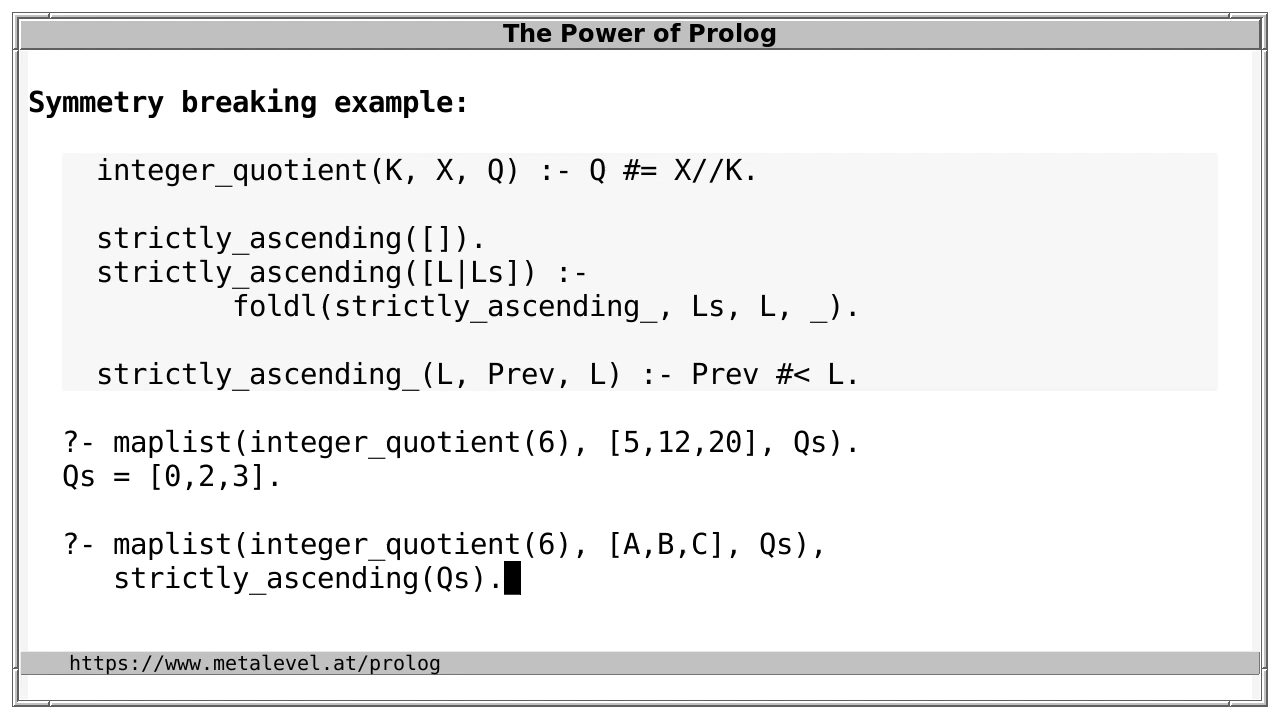 The Power of Prolog
Symmetry breaking example:
integer_quotient(K, X, Q) :- Q #= X//K.
strictly_ascending([]).
strictly_ascending([L|Ls]) :-
foldl(strictly_ascending_, Ls, L, _).
strictly_ascending_(L, Prev, L) :- Prev #< L.
?- maplist(integer_quotient(6), [5,12,20], Qs).
Qs = [0,2,3].
?- maplist(integer_quotient(6), [A,B,C], Qs),
strictly_ascending(Qs).
https://www.metalevel.at/prolog